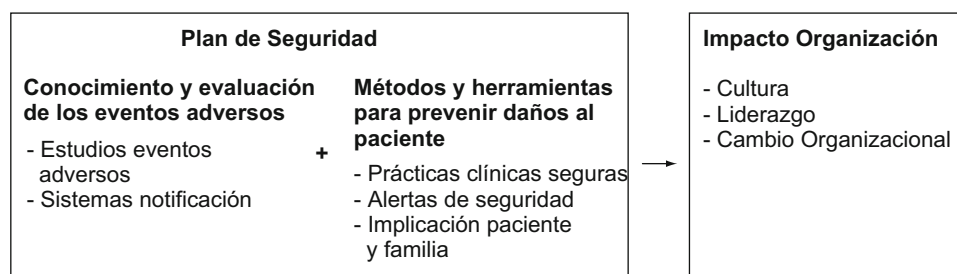 Plan de Seguridad
Conocimiento y evaluación
de los eventos adversos
- Estudios eventos
adversos
- Sistemas notificación
+
Métodos y herramientas
para prevenir daños al
paciente
- Prácticas clínicas seguras
- Alertas de seguridad
- Implicación paciente
y familia
Impacto Organización
- Cultura
- Liderazgo
- Cambio Organizacional